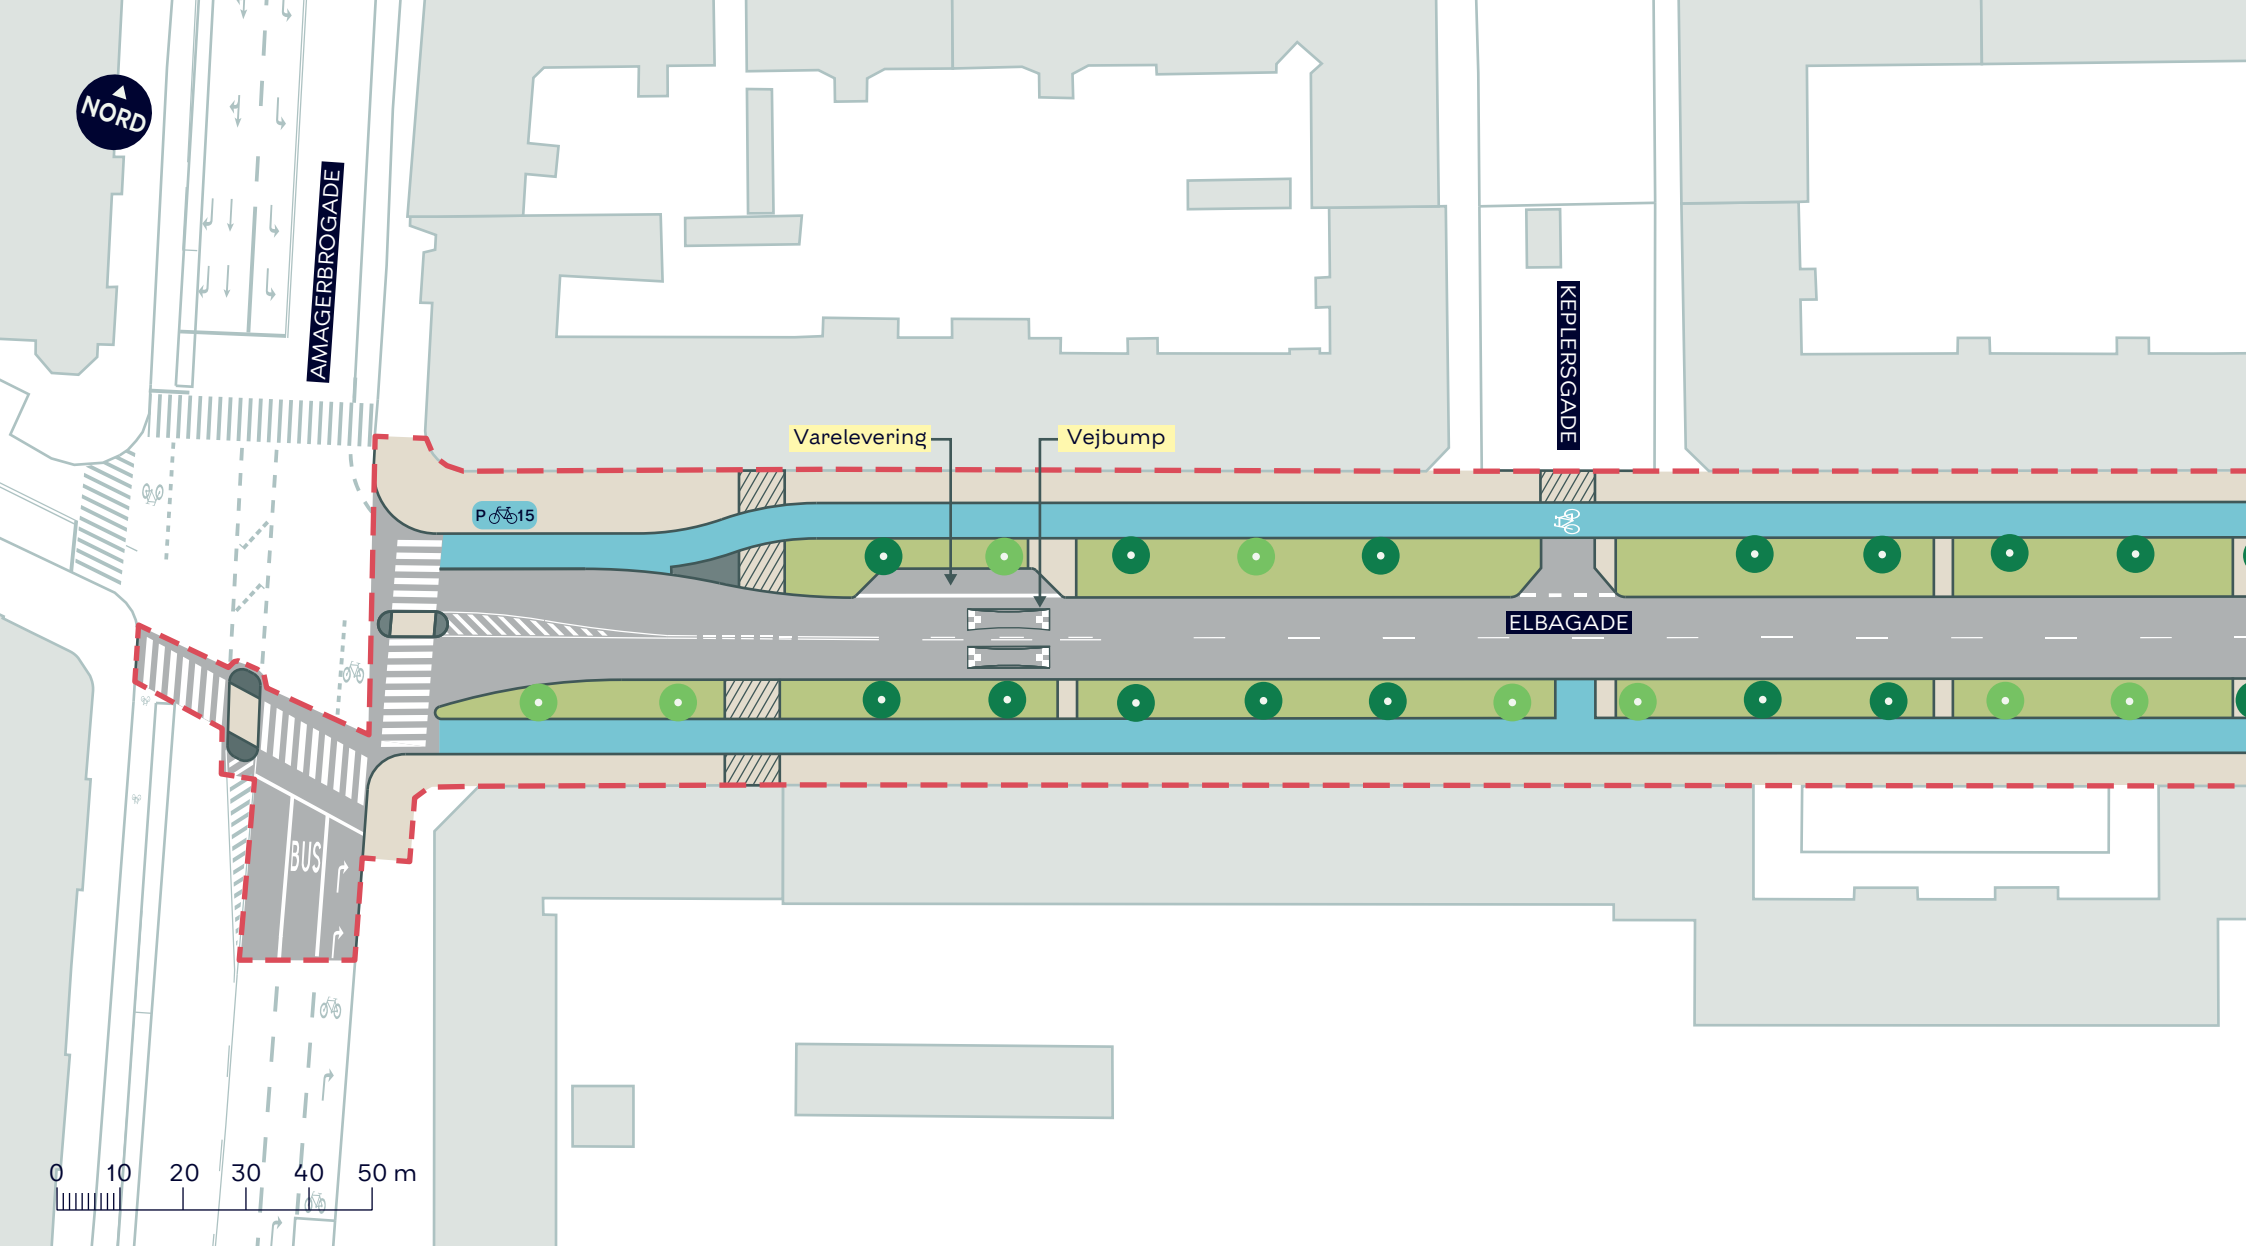 NORD
AMAGERBROGADE
KEPLERSGADE
Varelevering
Vejbump
P 15
ELBAGADE
BUS
0 10 20 30 40 50 m